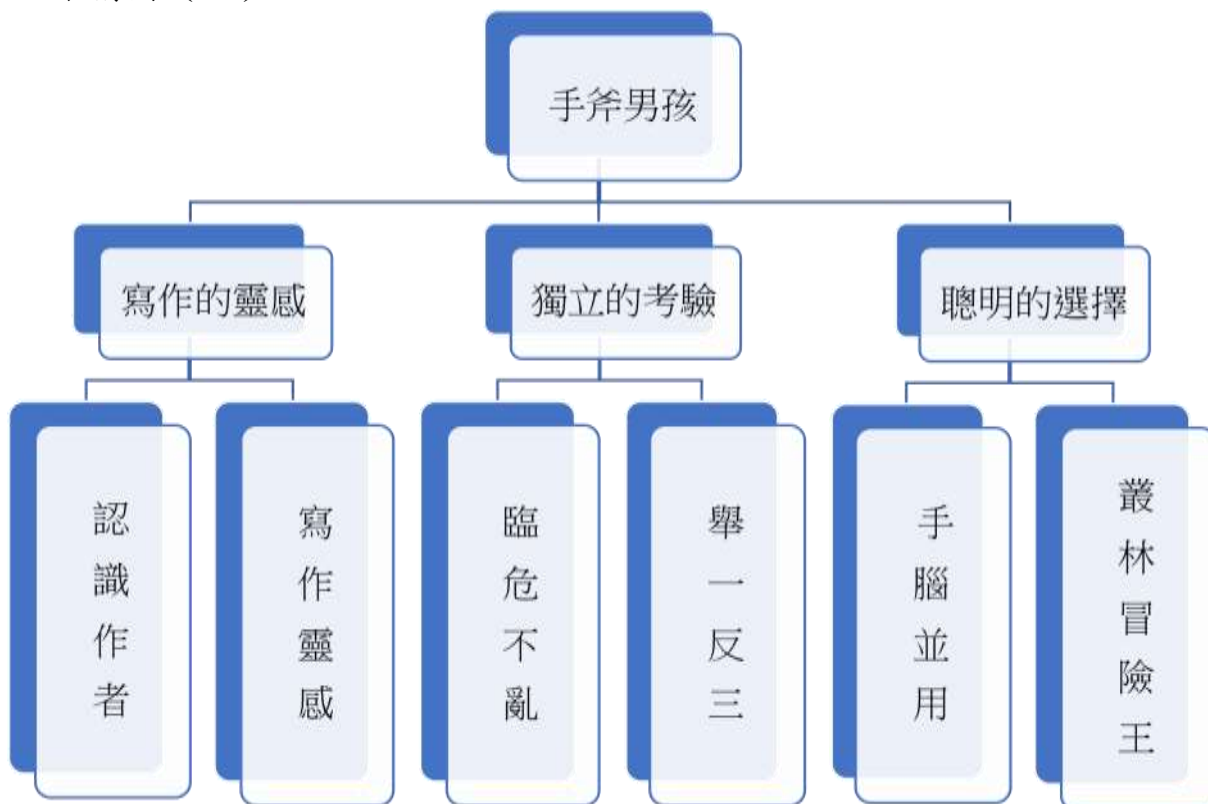 手斧男孩
寫作的靈感
獨立的考驗
聰明的選擇
認識作者
寫作靈感
臨危不亂
舉一反三
手腦並用
叢林冒險王